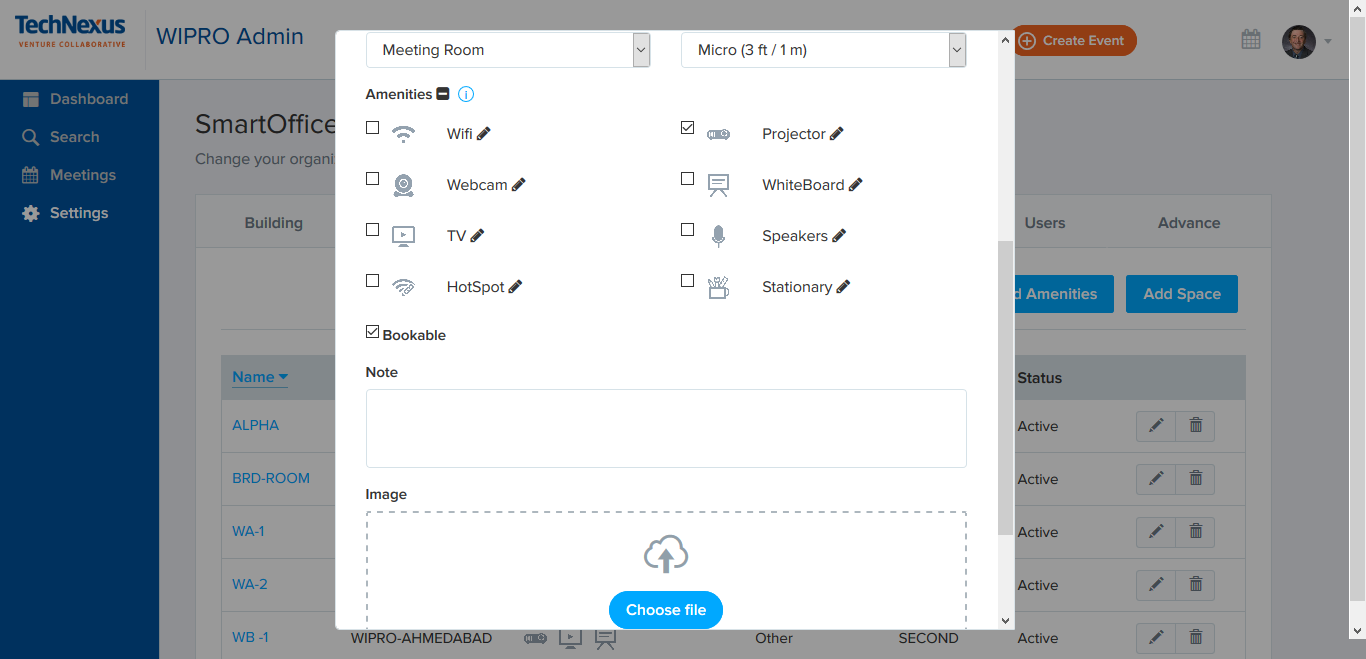 TechNexus
VENTURE COLLABORATIVE
WIPRO Admin
Create Event
Dashboard
Search
Meetings
Settings
SmartOffice
Change your organi
Building
Users
Advance
d Amenities
Add Space
Meeting Room
Micro (3 ft / 1 m)
Amenities
Wifi
Projector
Webcam
WhiteBoard
TV
Speakers
HotSpot
Stationary
Bookable
Note
Image
Choose file
Name
Status
ALPHA
Active
BRD-ROOM
Active
WA-1
Active
WA-2
Active
WB -1
WIPRO-AHMEDABAD
Other
SECOND
Active